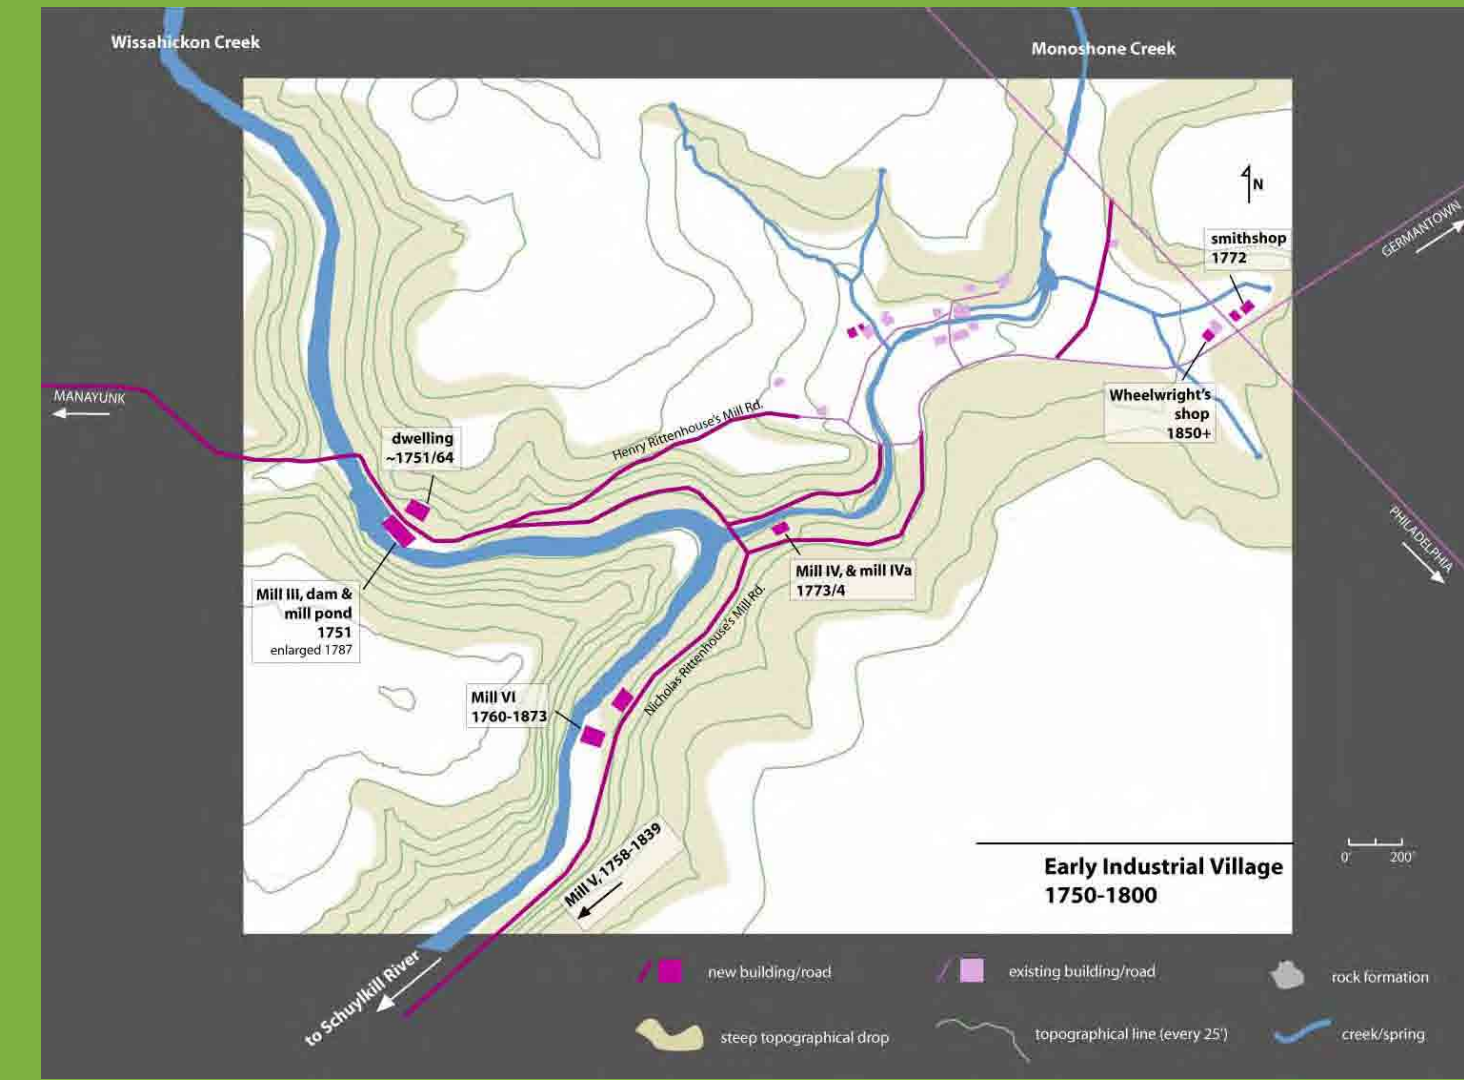 Wissahickon Creek
Monoshone Creek
N
GERMANTOWN
smithshop
1772
MANAYUNK
Wheelwright's
shop
1850+
Henry Rittenhouse's Mill Rd.
dwelling
~1751/64
PHILADELPHIA
Mill IV, & mill IVa
1773/4
Mill III, dam &
mill pond
1751
enlarged 1787
Nicholas Rittenhouse's Mill Rd.
Mill VI
1760-1873
Mill V, 1758-1839
Early Industrial Village
1750-1800
0' 200'
to Schuylkill River
new building/road
existing building/road
rock formation
steep topographical drop
topographical line (every 25')
creek/spring